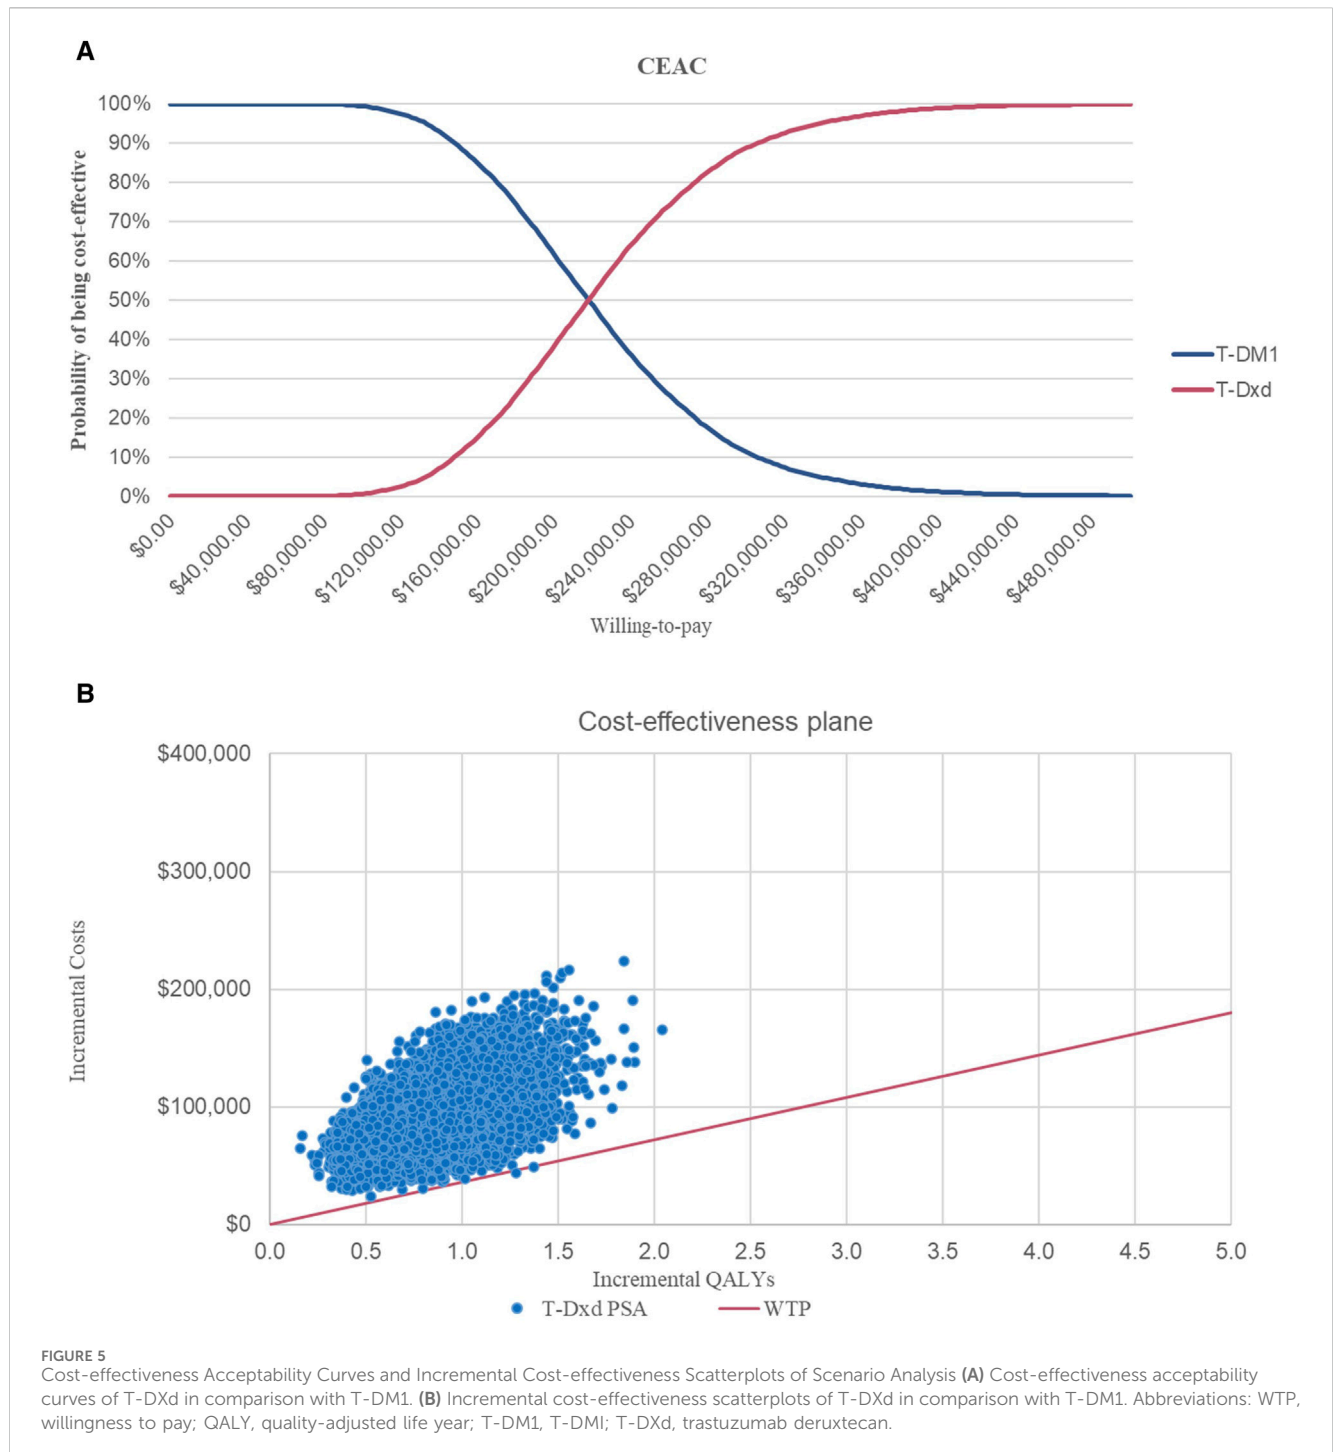 A
CEAC
100%
90%
80%
70%
60%
50%
40%
30%
20%
10%
0%
Probability of being cost-effective
$0.00
$40,000.00
$80,000.00
$120,000.00
$160,000.00
$200,000.00
$240,000.00
$280,000.00
$320,000.00
$360,000.00
$400,000.00
$440,000.00
$480,000.00
Willing-to-pay
T-DM1
T-Dxd
B
Cost-effectiveness plane
$400,000
$300,000
$200,000
$100,000
$0
Incremental Costs
0.0 0.5 1.0 1.5 2.0 2.5 3.0 3.5 4.0 4.5 5.0
Incremental QALYs
T-Dxd PSA WTP
FIGURE 5
Cost-effectiveness Acceptability Curves and Incremental Cost-effectiveness Scatterplots of Scenario Analysis (A) Cost-effectiveness acceptability
curves of T-DXd in comparison with T-DM1. (B) Incremental cost-effectiveness scatterplots of T-DXd in comparison with T-DM1. Abbreviations: WTP,
willingness to pay; QALY, quality-adjusted life year; T-DM1, T-DMI; T-DXd, trastuzumab deruxtecan.